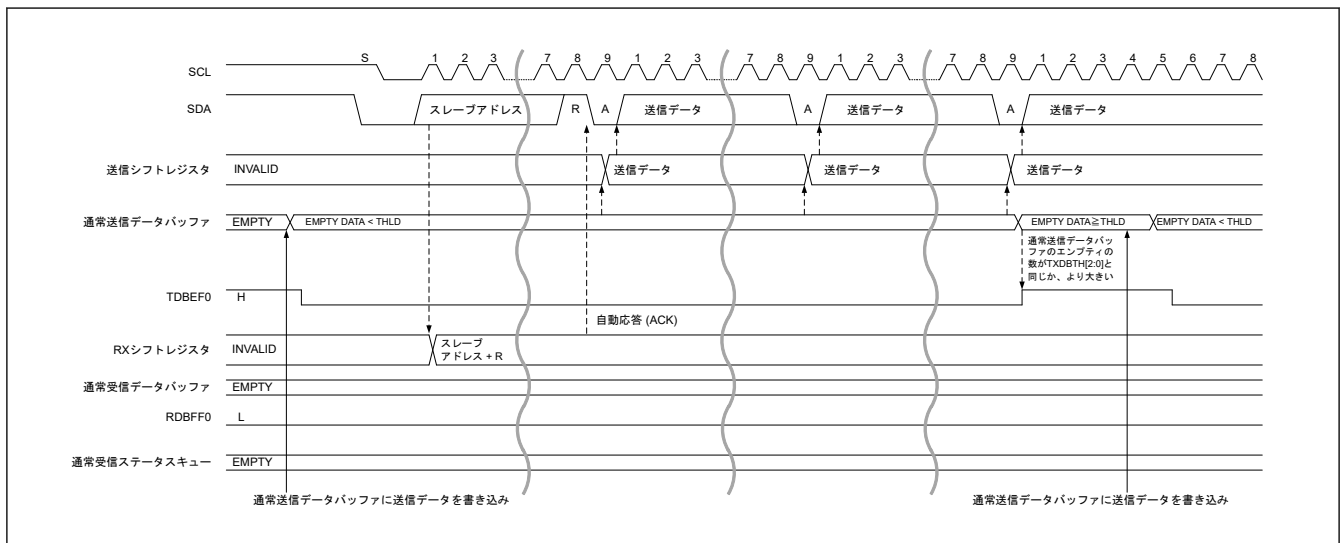 SCL
S 1 2 3 7 8 9 1 2 3 7 8 9 1 2 3 7 8 9 1 2 3 4 5 6 7 8
SDA
スレーブアドレス R A 送信データ A 送信データ A 送信データ
送信シフトレジスタ INVALID 送信データ 送信データ 送信データ
通常送信データバッファ EMPTY EMPTY DATA < THLD EMPTY DATA≧THLD EMPTY DATA < THLD
通常送信データバッ
ファのエンプティの
数がTXDBTH[2:0]と
同じか、より大きい
TDBEF0 H
自動応答 (ACK)
RXシフトレジスタ INVALID スレーブ
アドレス + R
通常受信データバッファ EMPTY
RDBFF0 L
通常受信ステータスキュー EMPTY
通常送信データバッファに送信データを書き込み 通常送信データバッファに送信データを書き込み